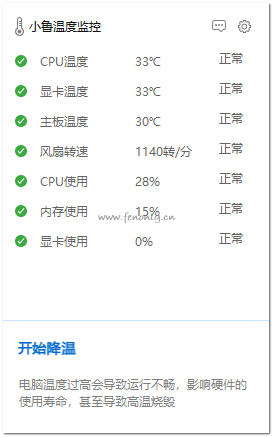 小鲁温度监控
CPU温度 33℃ 正常
显卡温度 33℃ 正常
主板温度 30℃ 正常
风扇转速 1140转/分 正常
CPU使用 28% 正常
内存使用 15% 正常
www.fenonlg.cn
显卡使用 0% 正常
开始降温
电脑温度过高会导致运行不畅，影响硬件的
使用寿命，甚至导致高温烧毁